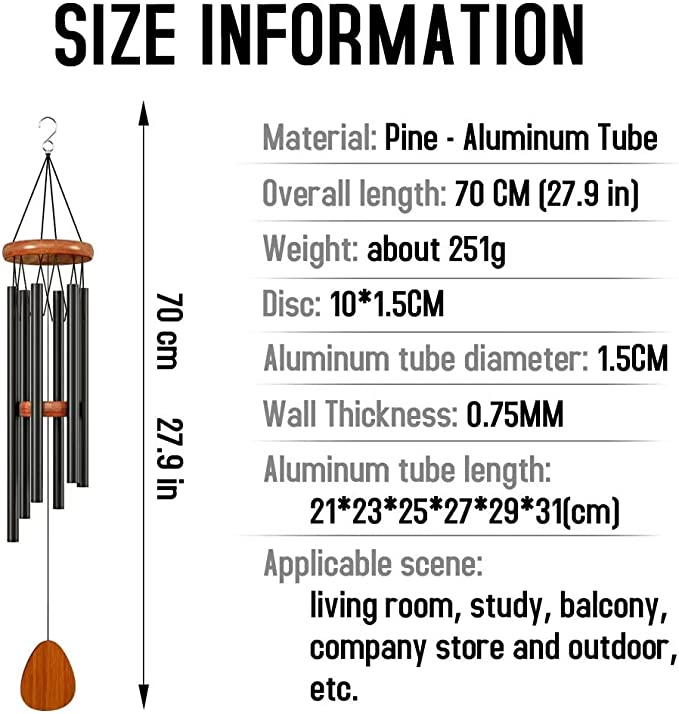 SIZE INFORMATION
Material: Pine - Aluminum Tube
Overall length: 70 CM (27.9 in)
Weight: about 251g
Disc: 10*1.5CM
Aluminum tube diameter: 1.5CM
Wall Thickness: 0.75MM
Aluminum tube length:
21*23*25*27*29*31(cm)
Applicable scene:
living room, study, balcony,
company store and outdoor,
etc.
70 cm 27.9 in